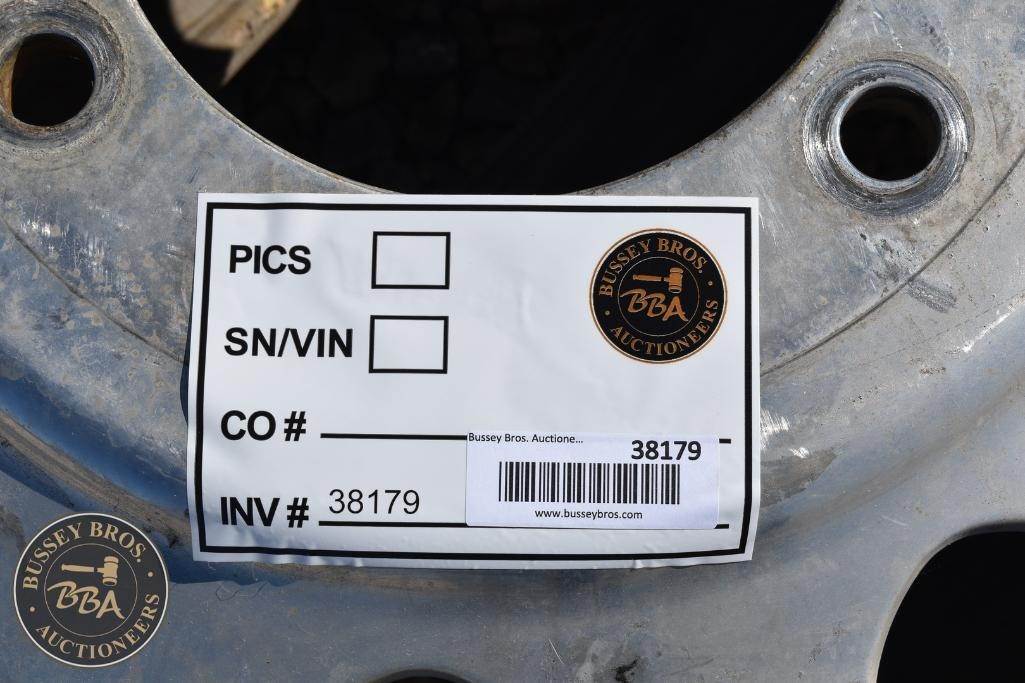 PICS
BUSSEY BROS.
BBA
· AUCTIONEERS ·
SN/VIN
CO #
Bussey Bros. Auctione...
38179
INV # 38179
www.busseybros.com
BUSSEY BROS.
BBA
· AUCTIONEERS ·